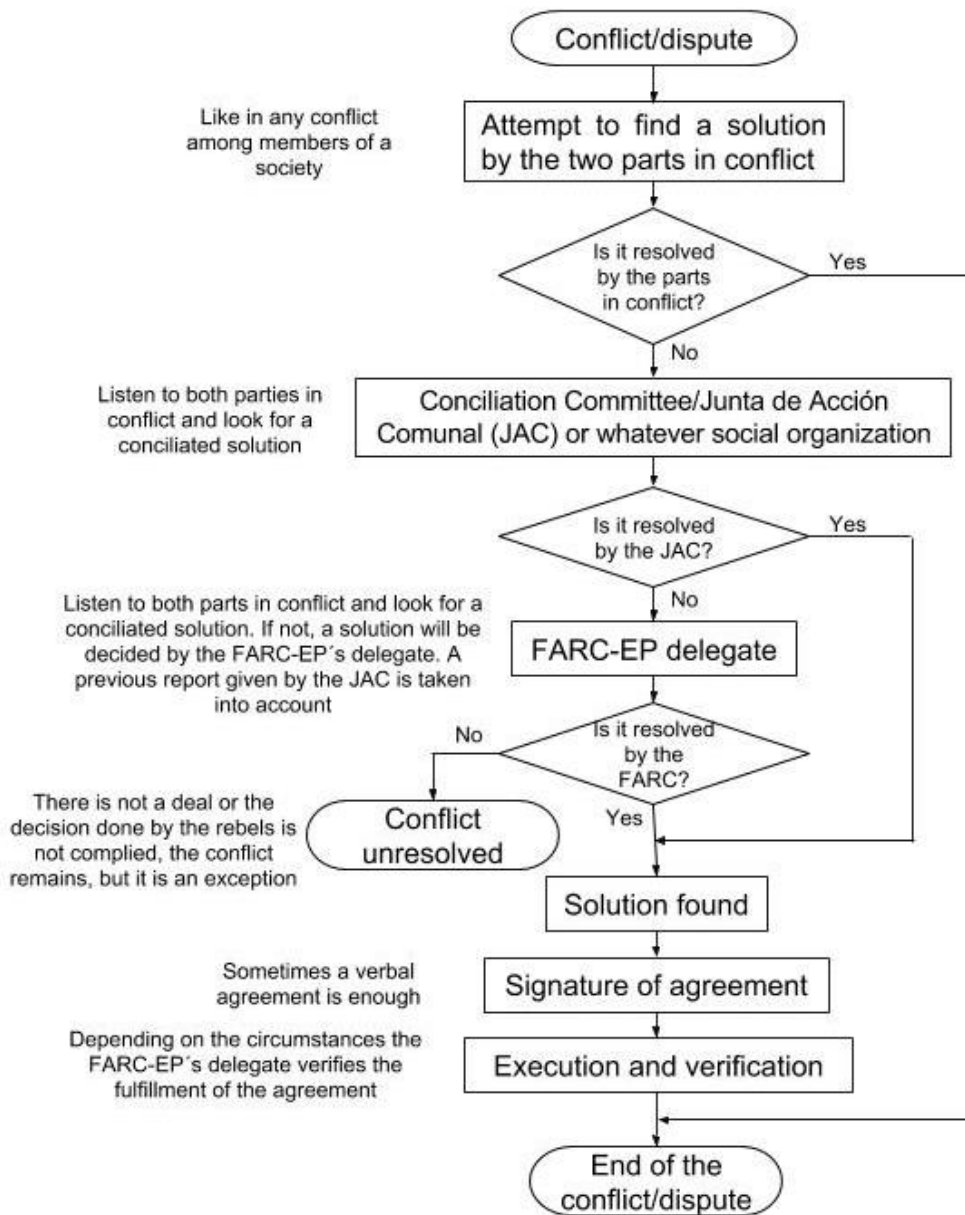 Conflict/dispute
Like in any conflict
among members of a
society
Attempt to find a solution
by the two parts in conflict
Is it resolved
by the parts
in conflict?
Yes
No
Listen to both parties in
conflict and look for a
conciliated solution
Conciliation Committee/Junta de Acción
Comunal (JAC) or whatever social organization
Is it resolved
by the JAC?
Yes
No
Listen to both parts in conflict and look for a
conciliated solution. If not, a solution will be
decided by the FARC-EP´s delegate. A
previous report given by the JAC is taken
into account
FARC-EP delegate
Is it resolved
by the
FARC?
No
Yes
There is not a deal or the
decision done by the rebels is
not complied, the conflict
remains, but it is an exception
Conflict
unresolved
Solution found
Sometimes a verbal
agreement is enough
Signature of agreement
Depending on the circumstances the
FARC-EP´s delegate verifies the
fulfillment of the agreement
Execution and verification
End of the
conflict/dispute